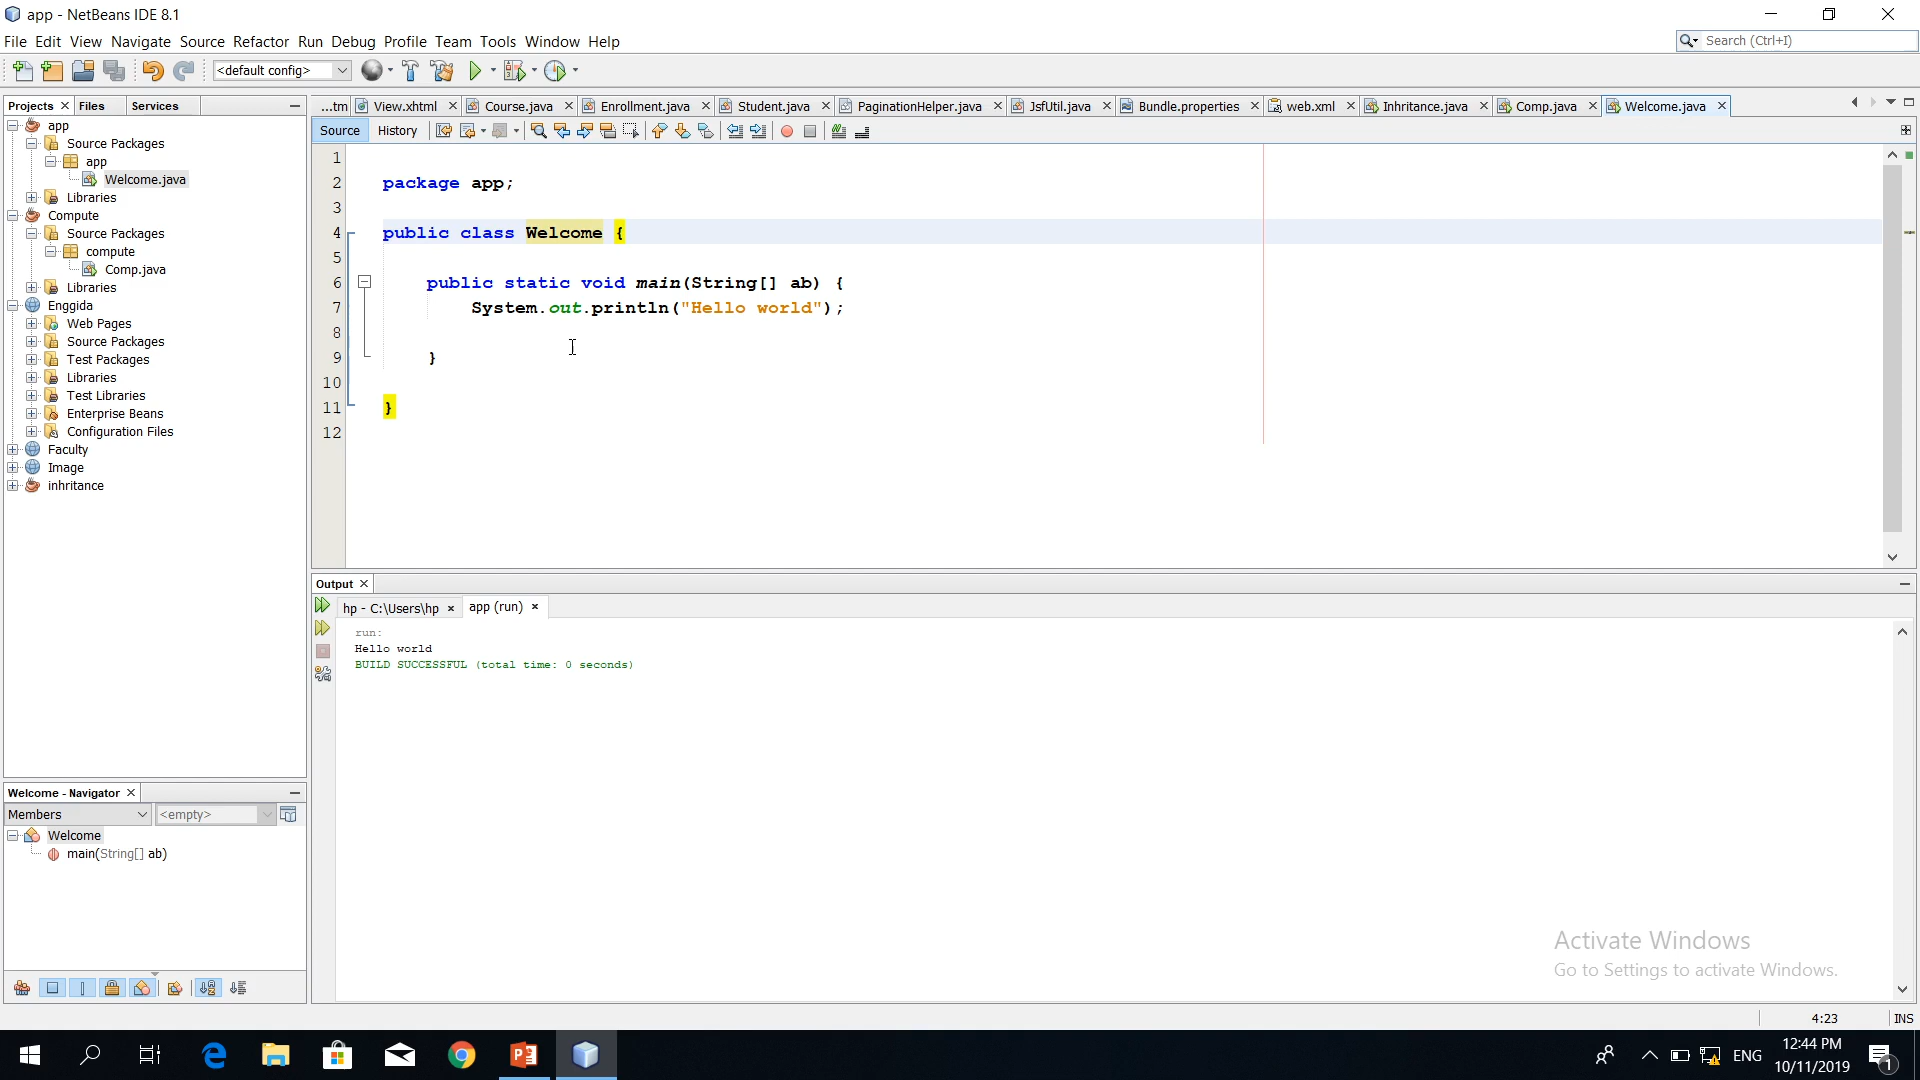 app - NetBeans IDE 8.1
File Edit View Navigate Source Refactor Run Debug Profile Team Tools Window Help
Search (Ctrl+I)
<default config>
Projects Files Services
...tm View.xhtml Course.java Enrollment.java Student.java PaginationHelper.java JsfUtil.java Bundle.properties web.xml Inhritance.java Comp.java Welcome.java
Source History
app
Source Packages
app
Welcome.java
Libraries
Compute
Source Packages
compute
Comp.java
Libraries
Enggida
Web Pages
Source Packages
Test Packages
Libraries
Test Libraries
Enterprise Beans
Configuration Files
Faculty
Image
inhritance
1
2 package app;
3
4 public class Welcome {
5
6 public static void main(String[] ab) {
7 System.out.println("Hello world");
8
9 }
10
11 }
12
Output
hp - C:\Users\hp app (run)
run:
Hello world
BUILD SUCCESSFUL (total time: 0 seconds)
Welcome - Navigator
Members <empty>
Welcome
main(String[] ab)
Activate Windows
Go to Settings to activate Windows.
4:23 INS
ENG
12:44 PM
10/11/2019
1